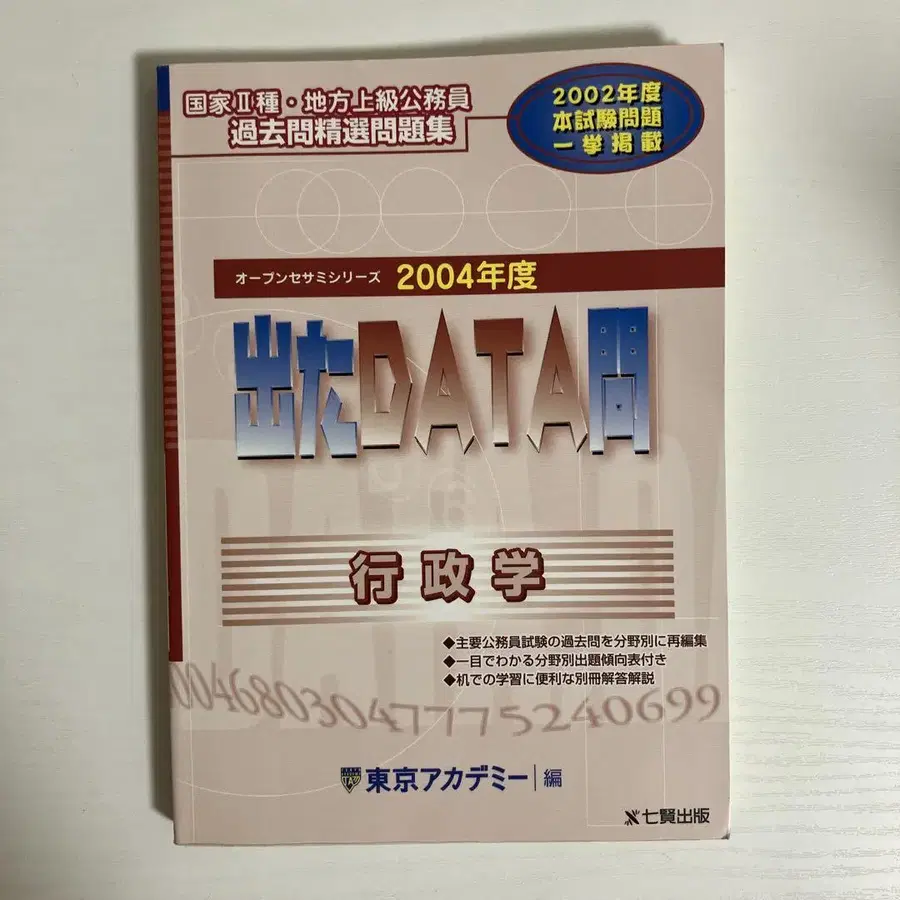 国家Ⅱ種・地方上級公務員
過去問精選問題集
2002年度
本試験問題
一挙掲載
オープンセサミシリーズ 2004年度
出たDATA問
行政学
◆主要公務員試験の過去問を分野別に再編集
◆一目でわかる分野別出題傾向表付き
◆机での学習に便利な別冊解答解説
0046803047775240699
東京アカデミー 編
七賢出版